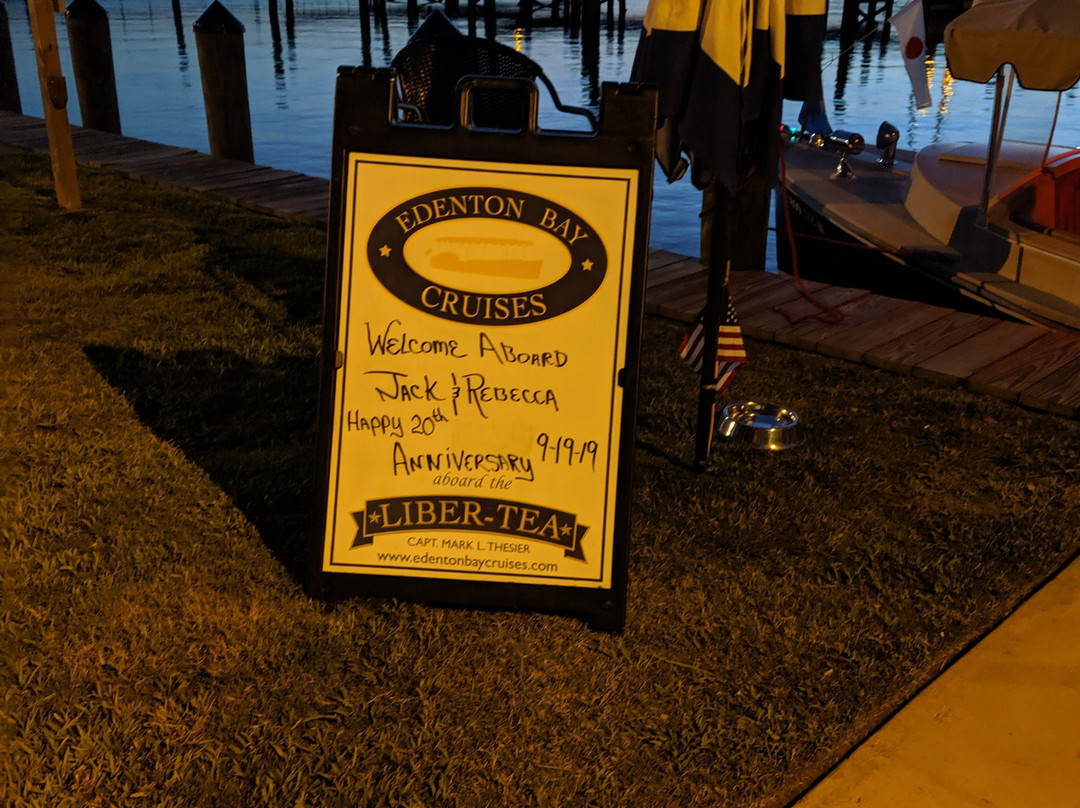 EDENTON BAY
CRUISES
WELCOME ABOARD
JACK & REBECCA
HAPPY 20th
ANNIVERSARY 9-19-19
aboard the
LIBER-TEA
CAPT. MARK L. THESIER
www.edentonbaycruises.com